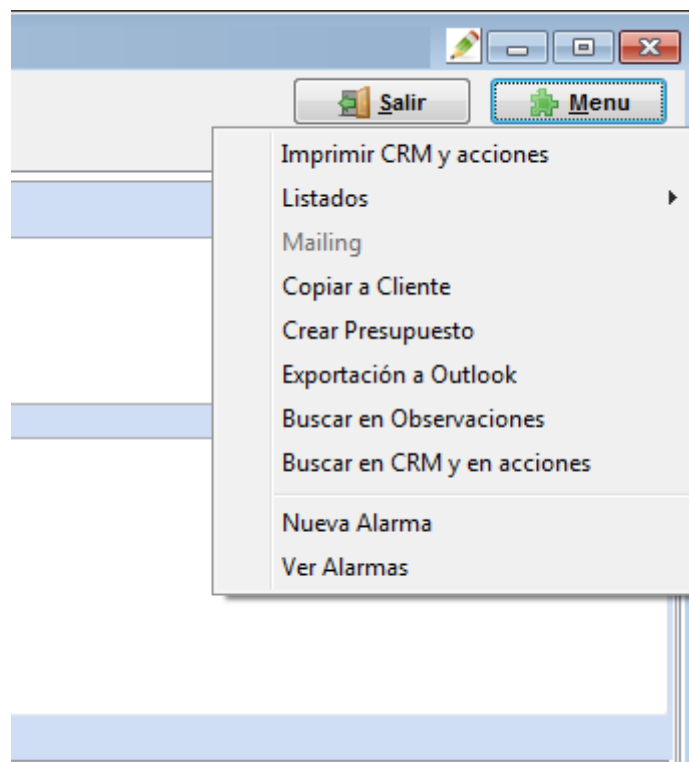 Salir
Menu
Imprimir CRM y acciones
Listados
Mailing
Copiar a Cliente
Crear Presupuesto
Exportación a Outlook
Buscar en Observaciones
Buscar en CRM y en acciones
Nueva Alarma
Ver Alarmas